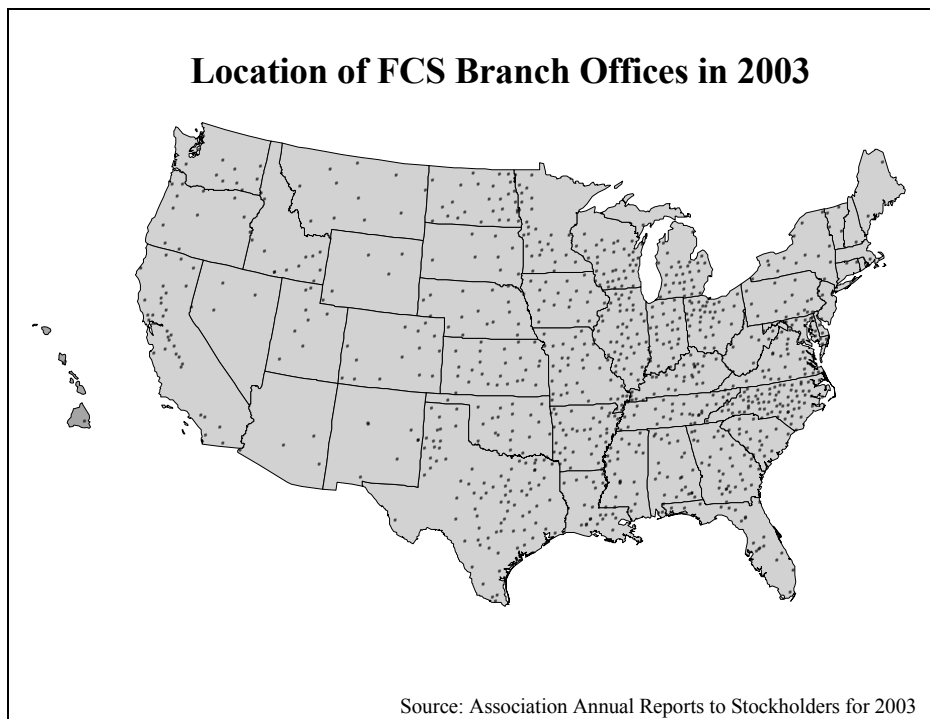 Location of FCS Branch Offices in 2003
Source: Association Annual Reports to Stockholders for 2003